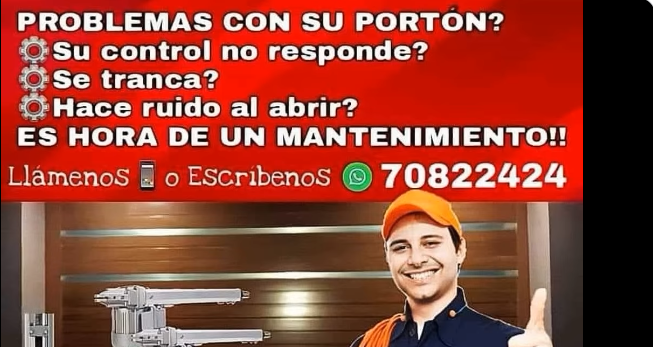 PROBLEMAS CON SU PORTÓN?
Su control no responde?
Se tranca?
Hace ruido al abrir?
ES HORA DE UN MANTENIMIENTO!!
Llámenos o Escríbenos 70822424